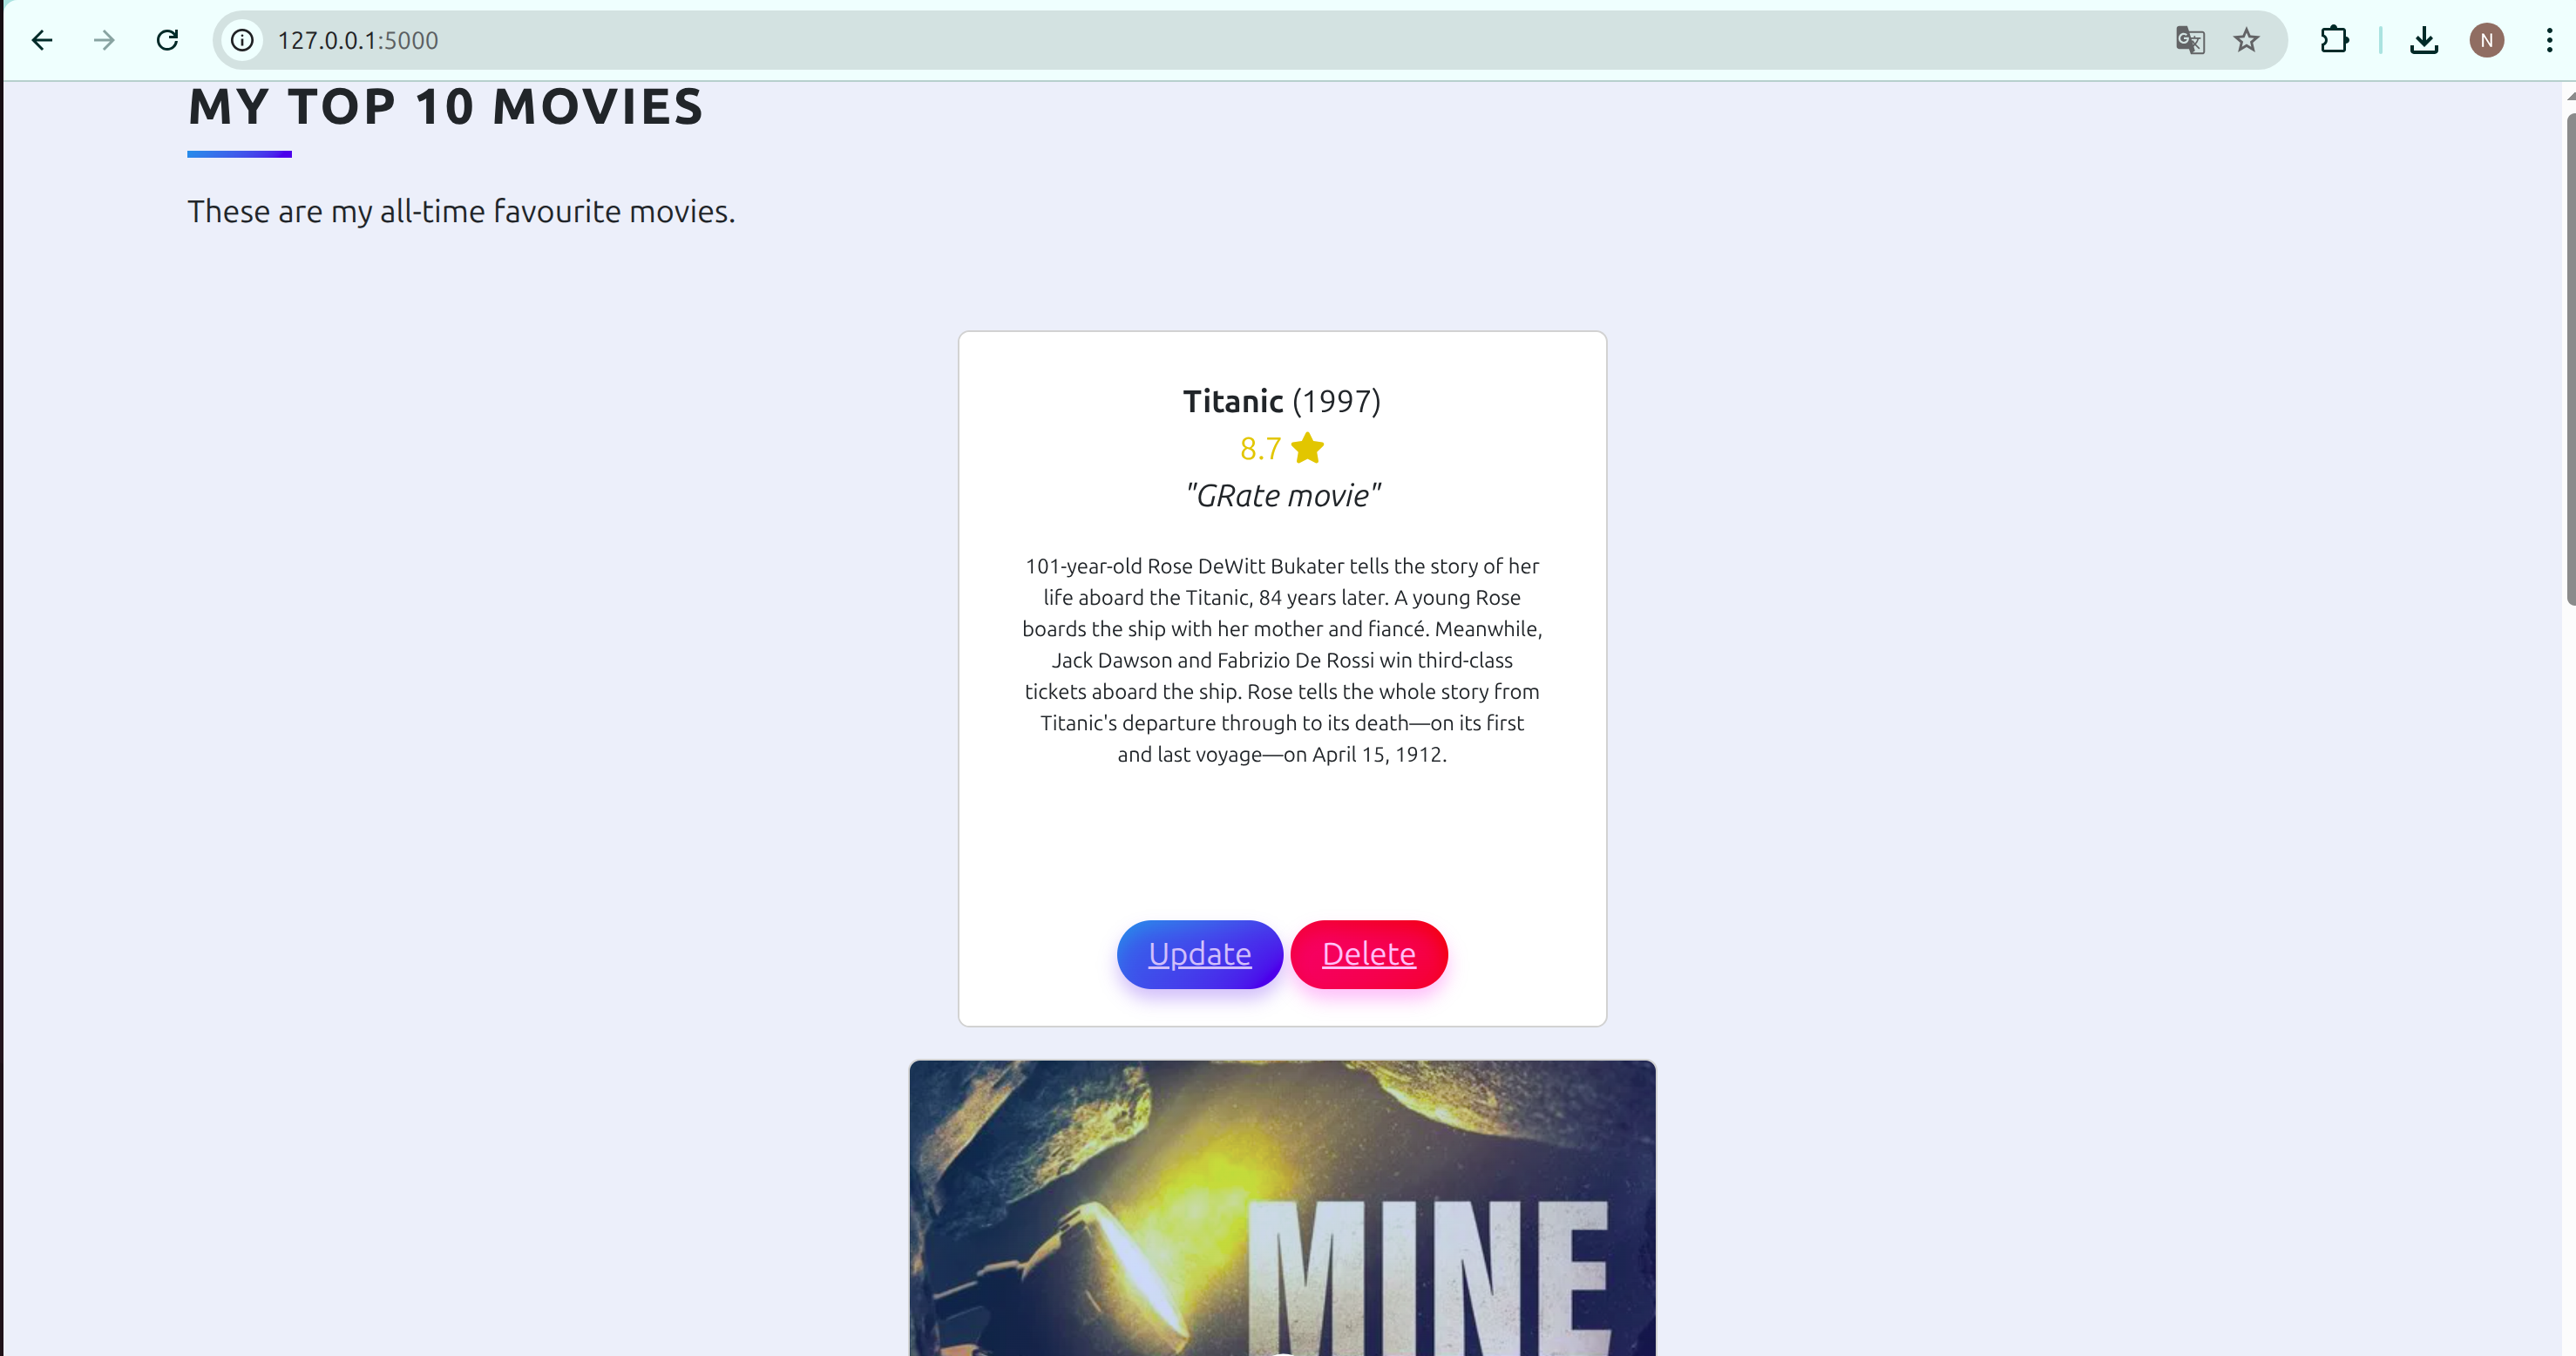 127.0.0.1:5000
N
MY TOP 10 MOVIES
These are my all-time favourite movies.
Titanic (1997)
8.7
"GRate movie"
101-year-old Rose DeWitt Bukater tells the story of her
life aboard the Titanic, 84 years later. A young Rose
boards the ship with her mother and fiancé. Meanwhile,
Jack Dawson and Fabrizio De Rossi win third-class
tickets aboard the ship. Rose tells the whole story from
Titanic's departure through to its death—on its first
and last voyage—on April 15, 1912.
Update Delete
MINE